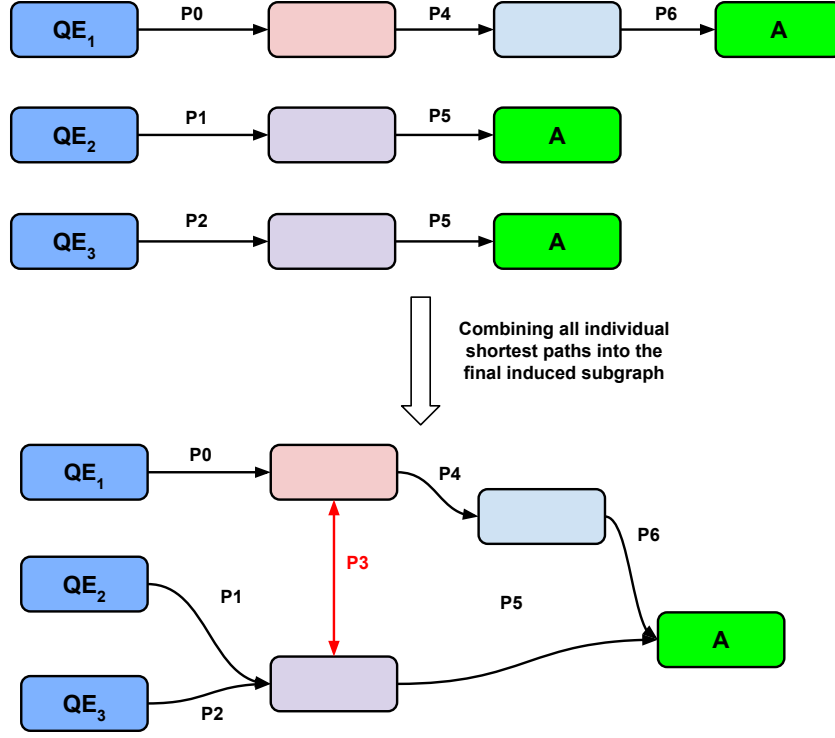 P0 P4 P6
QE₁ A
P1 P5
QE₂ A
P2 P5
QE₃ A
Combining all individual
shortest paths into the
final induced subgraph
P0
QE₁ P4
P6
P3
QE₂ P1 P5
A
QE₃ P2